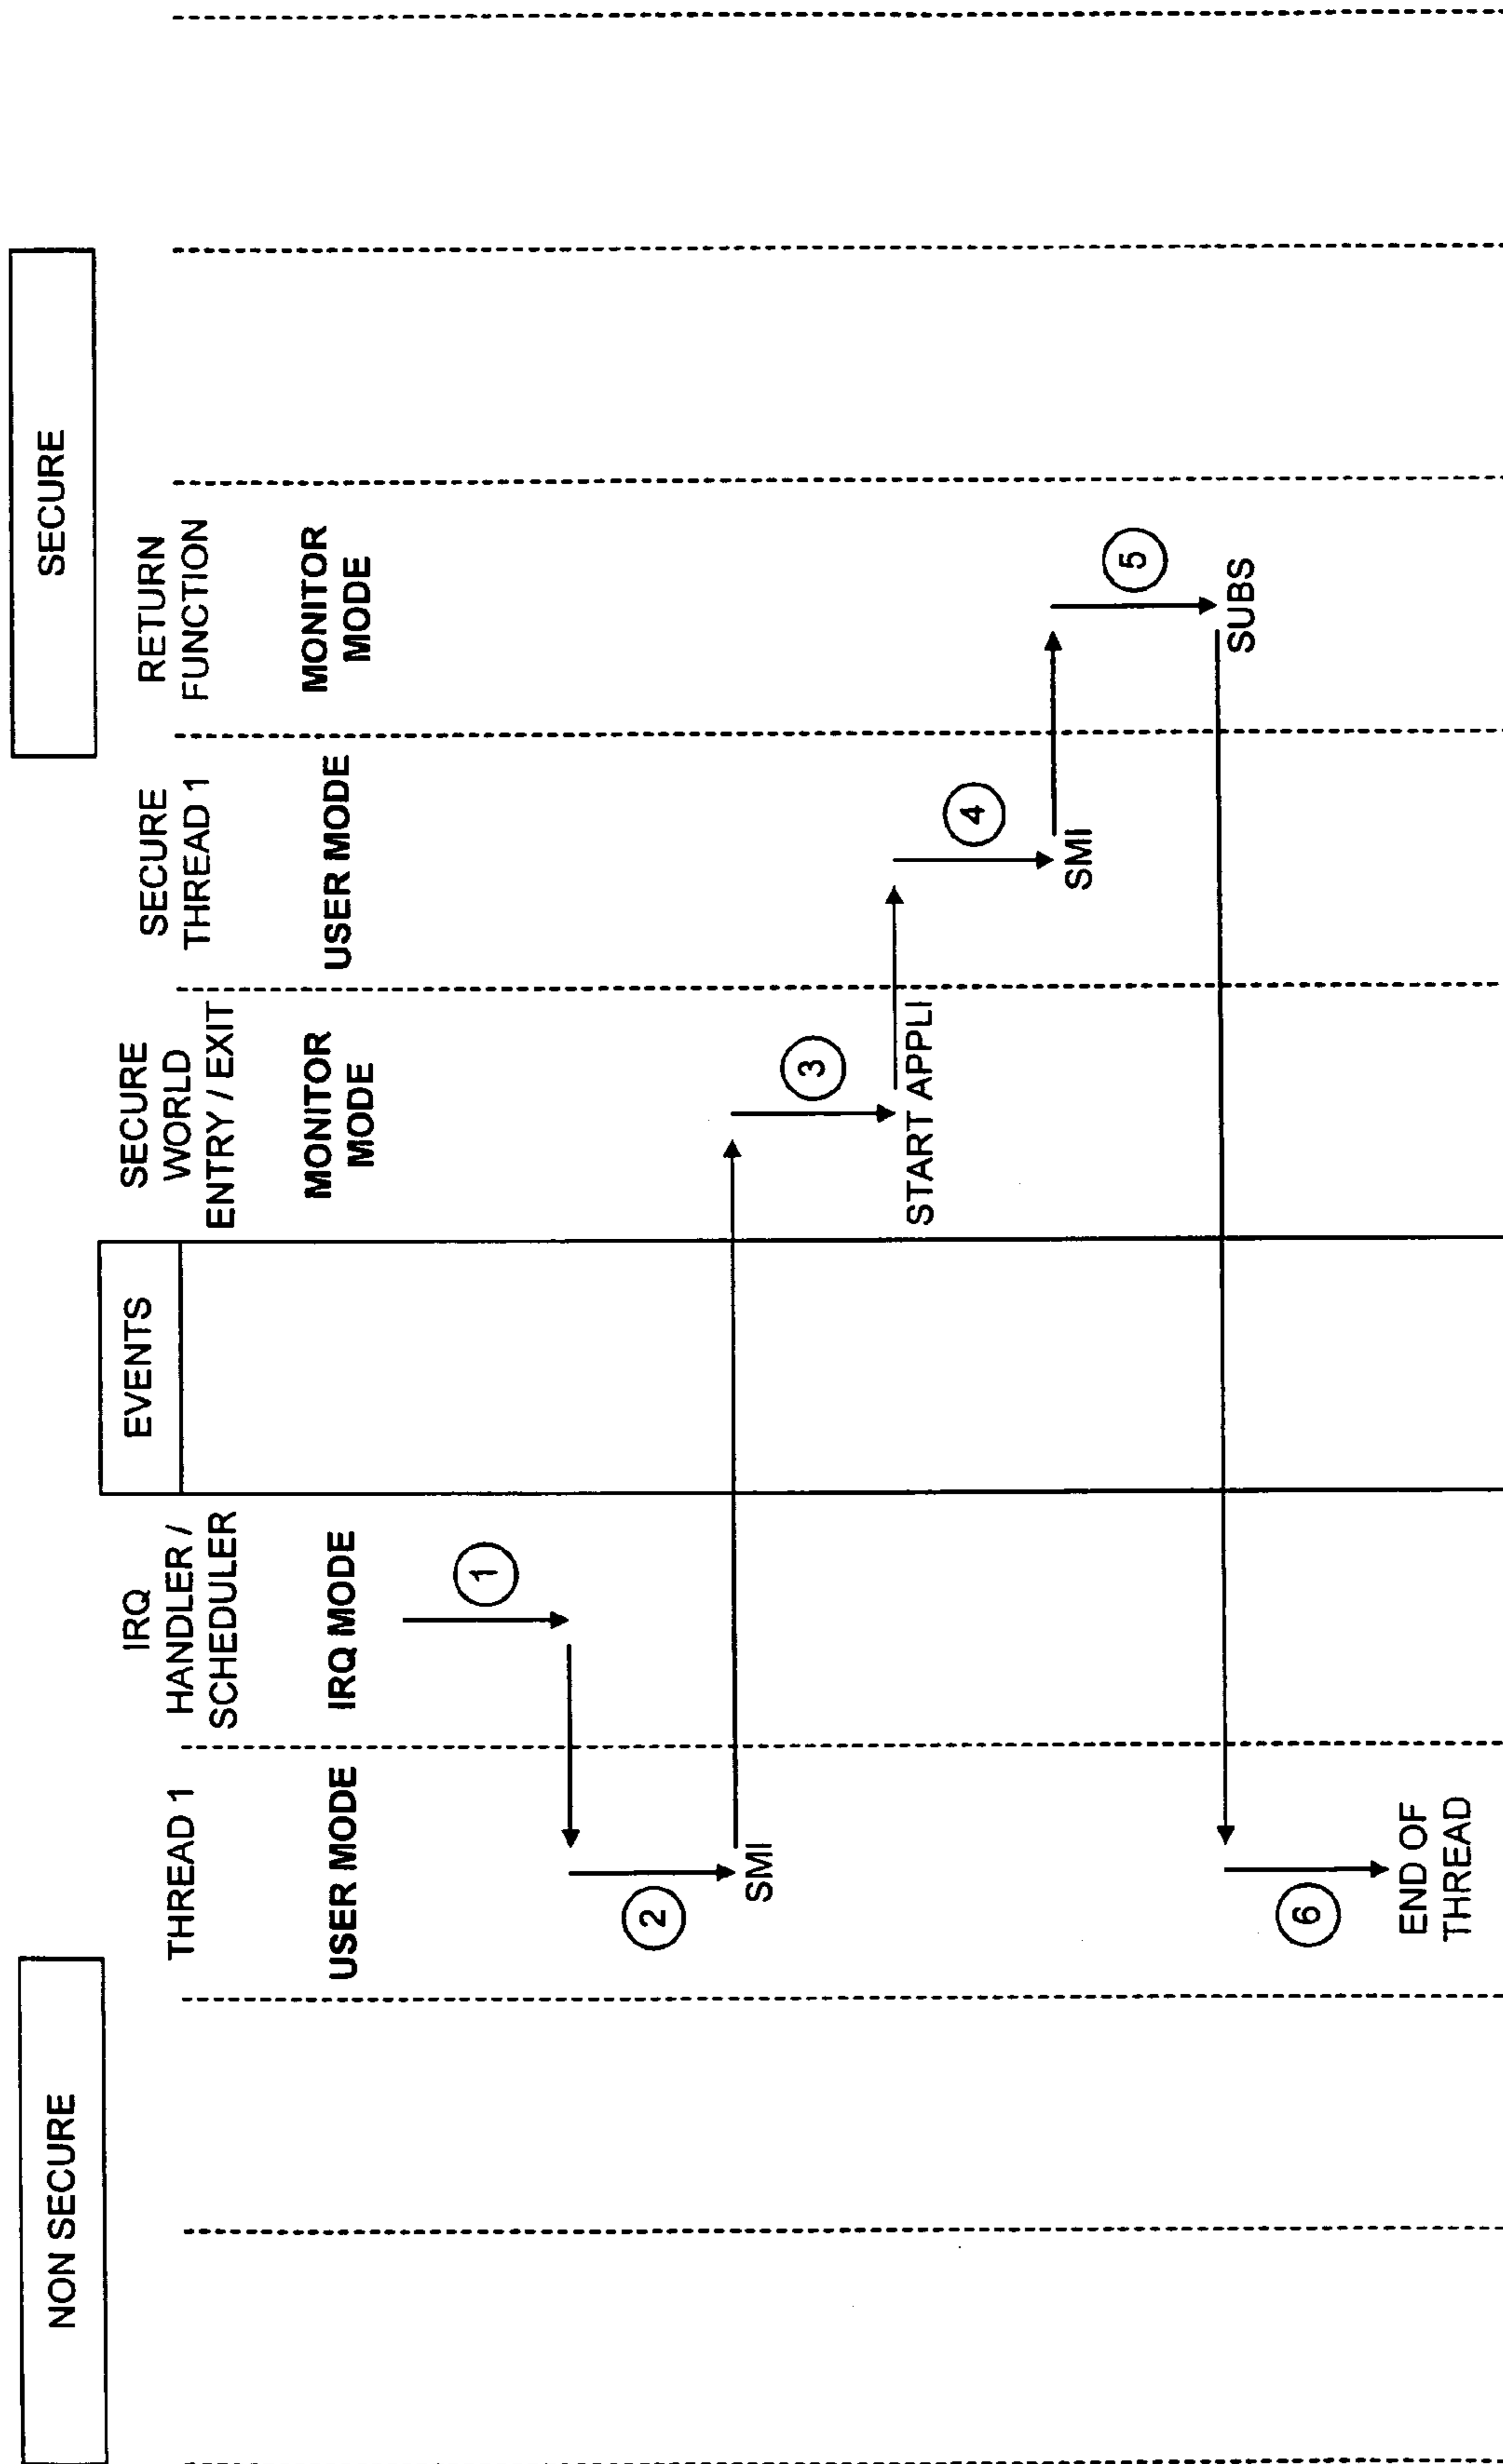 NON SECURE
SECURE
EVENTS
THREAD 1
USER MODE
IRQ
HANDLER /
SCHEDULER
IRQ MODE
SECURE
WORLD
ENTRY / EXIT
MONITOR
MODE
SECURE
THREAD 1
USER MODE
RETURN
FUNCTION
MONITOR
MODE
1
2
SMI
3
START APPLI
4
SMI
5
SUBS
6
END OF
THREAD